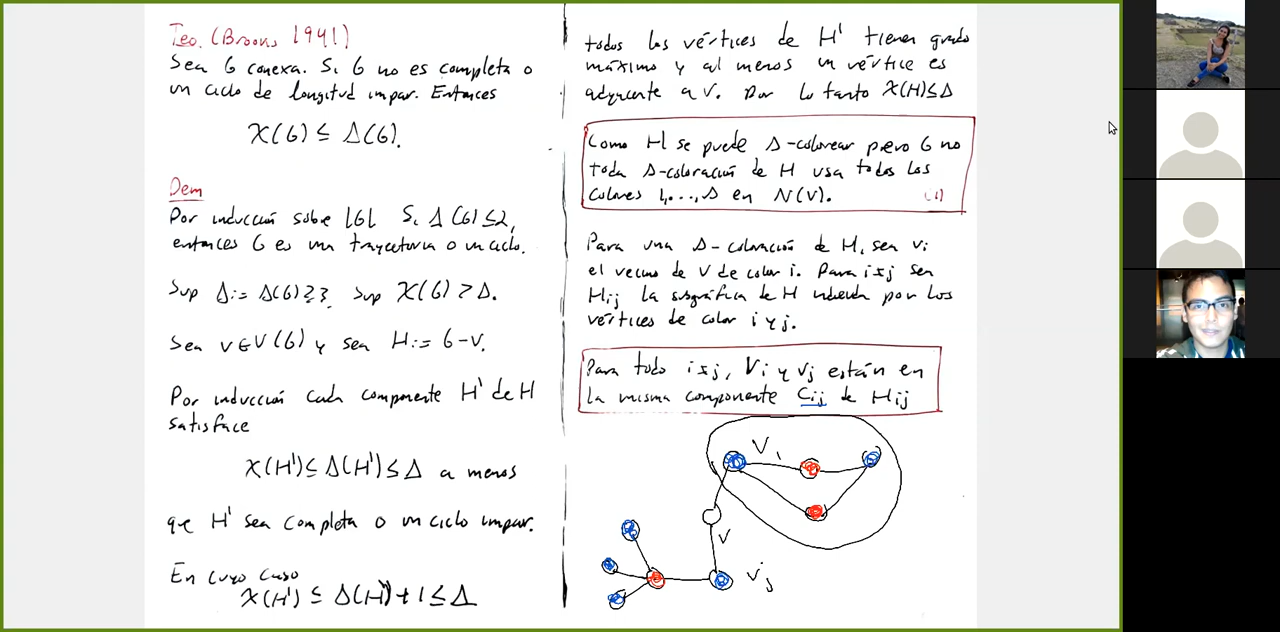 Teo. (Brooks 1941)
Sea G conexa. Si G no es completa o
un ciclo de longitud impar. Entonces
χ(G) ≤ Δ(G).
Dem
Por inducción sobre |G|. Si Δ(G) ≤ 2,
entonces G es una trayectoria o un ciclo.
Sup Δ := Δ(G) ≥ 3. Sup χ(G) > Δ.
Sea v ∈ V(G) y sea H := G - v.
Por inducción cada componente H' de H
satisface
χ(H') ≤ Δ(H') ≤ Δ a menos
que H' sea completa o un ciclo impar.
En cuyo caso
χ(H') ≤ Δ(H') + 1 ≤ Δ
todos los vértices de H' tienen grado
máximo y al menos un vértice es
adyacente a v. Por lo tanto χ(H) ≤ Δ
Como H se puede Δ-colorear pero G no
toda Δ-coloración de H usa todos los
colores 1,...,Δ en N(v). (1)
Para una Δ-coloración de H, sea vi
el vecino de v de color i. Para i≠j sea
Hij la subgráfica de H inducida por los
vértices de color i y j.
Para todo i≠j, Vi y vj están en
la misma componente Cij de Hij
Vi
v
vj